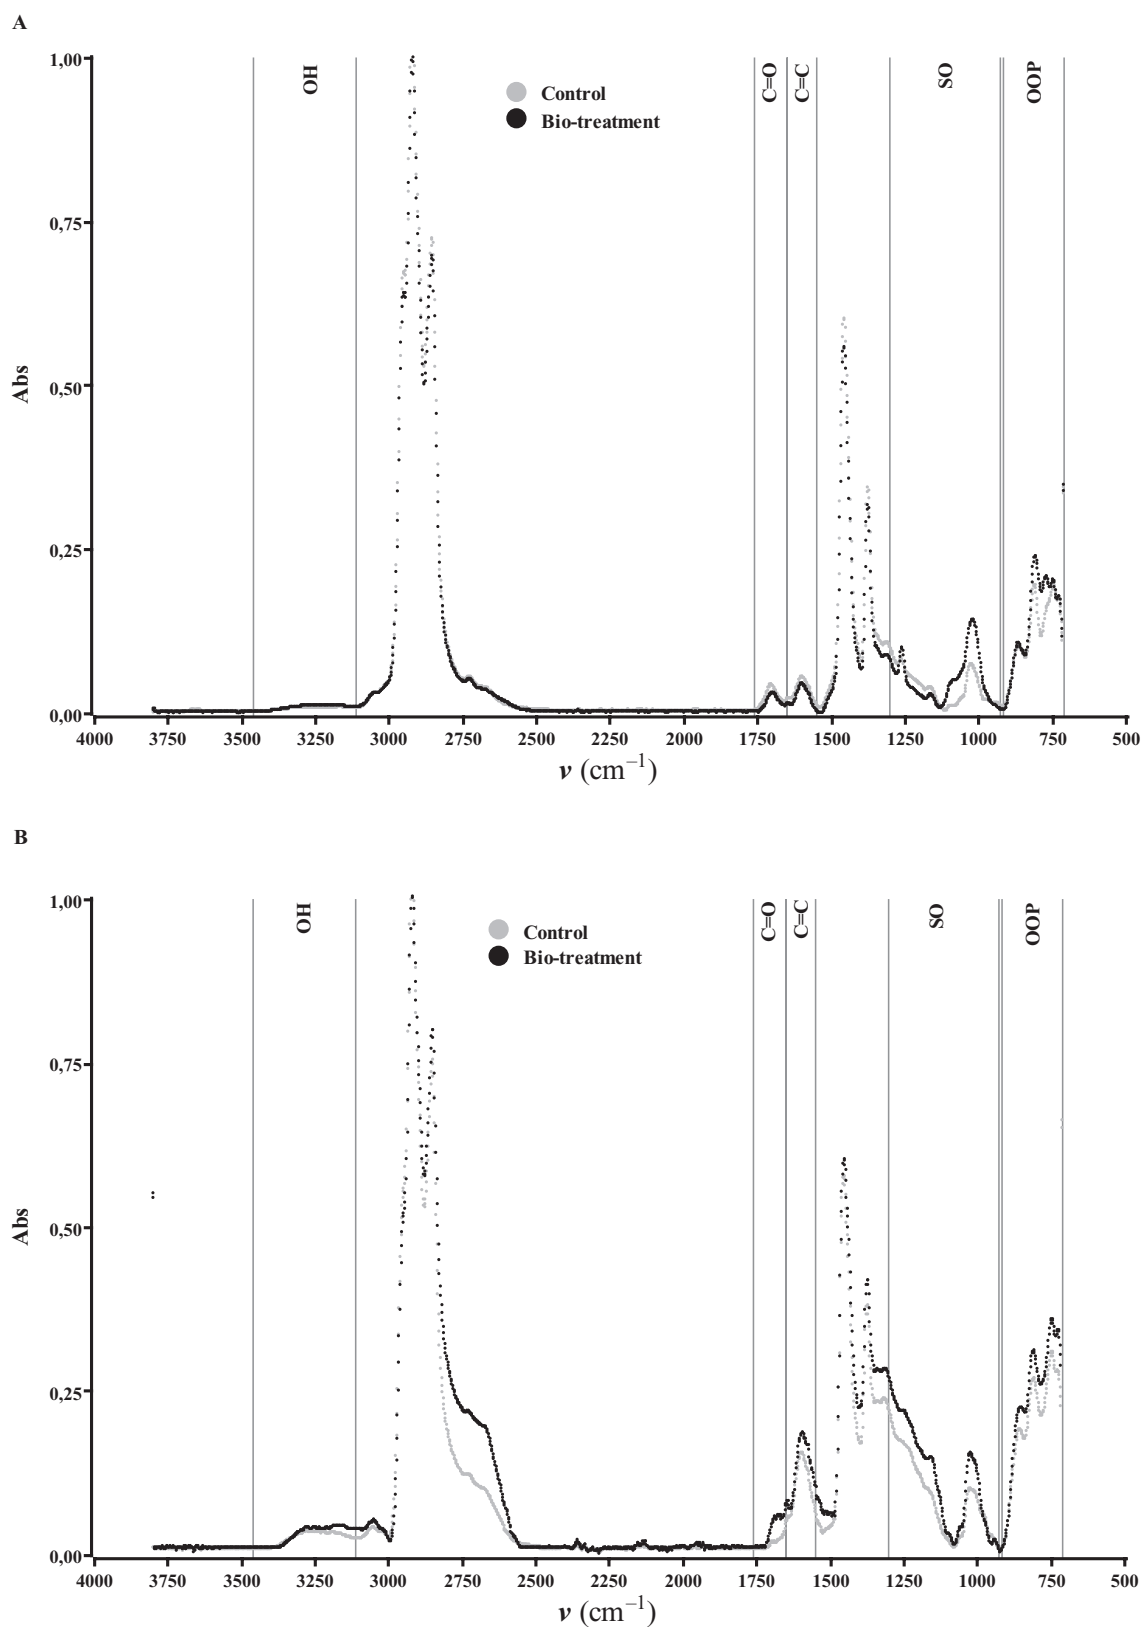 A
1,00
OH
C=O
C=C
SO
OOP
Control
Bio-treatment
0,75
0,50
Abs
0,25
0,00
4000 3750 3500 3250 3000 2750 2500 2250 2000 1750 1500 1250 1000 750 500
ν (cm⁻¹)
B
1,00
OH
C=O
C=C
SO
OOP
Control
Bio-treatment
0,75
0,50
Abs
0,25
0,00
4000 3750 3500 3250 3000 2750 2500 2250 2000 1750 1500 1250 1000 750 500
ν (cm⁻¹)